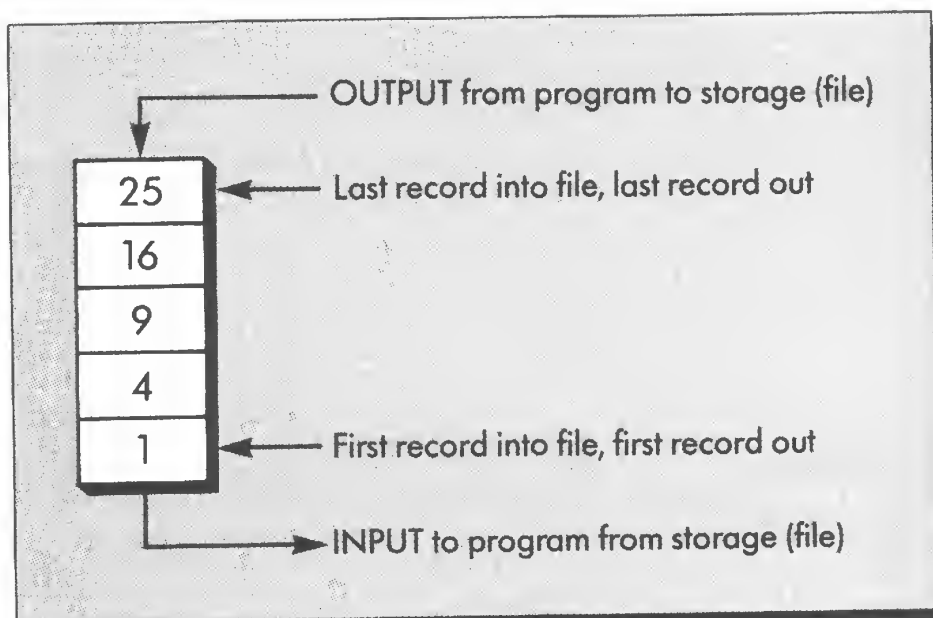 OUTPUT from program to storage (file)
25
Last record into file, last record out
16
9
4
1
First record into file, first record out
INPUT to program from storage (file)